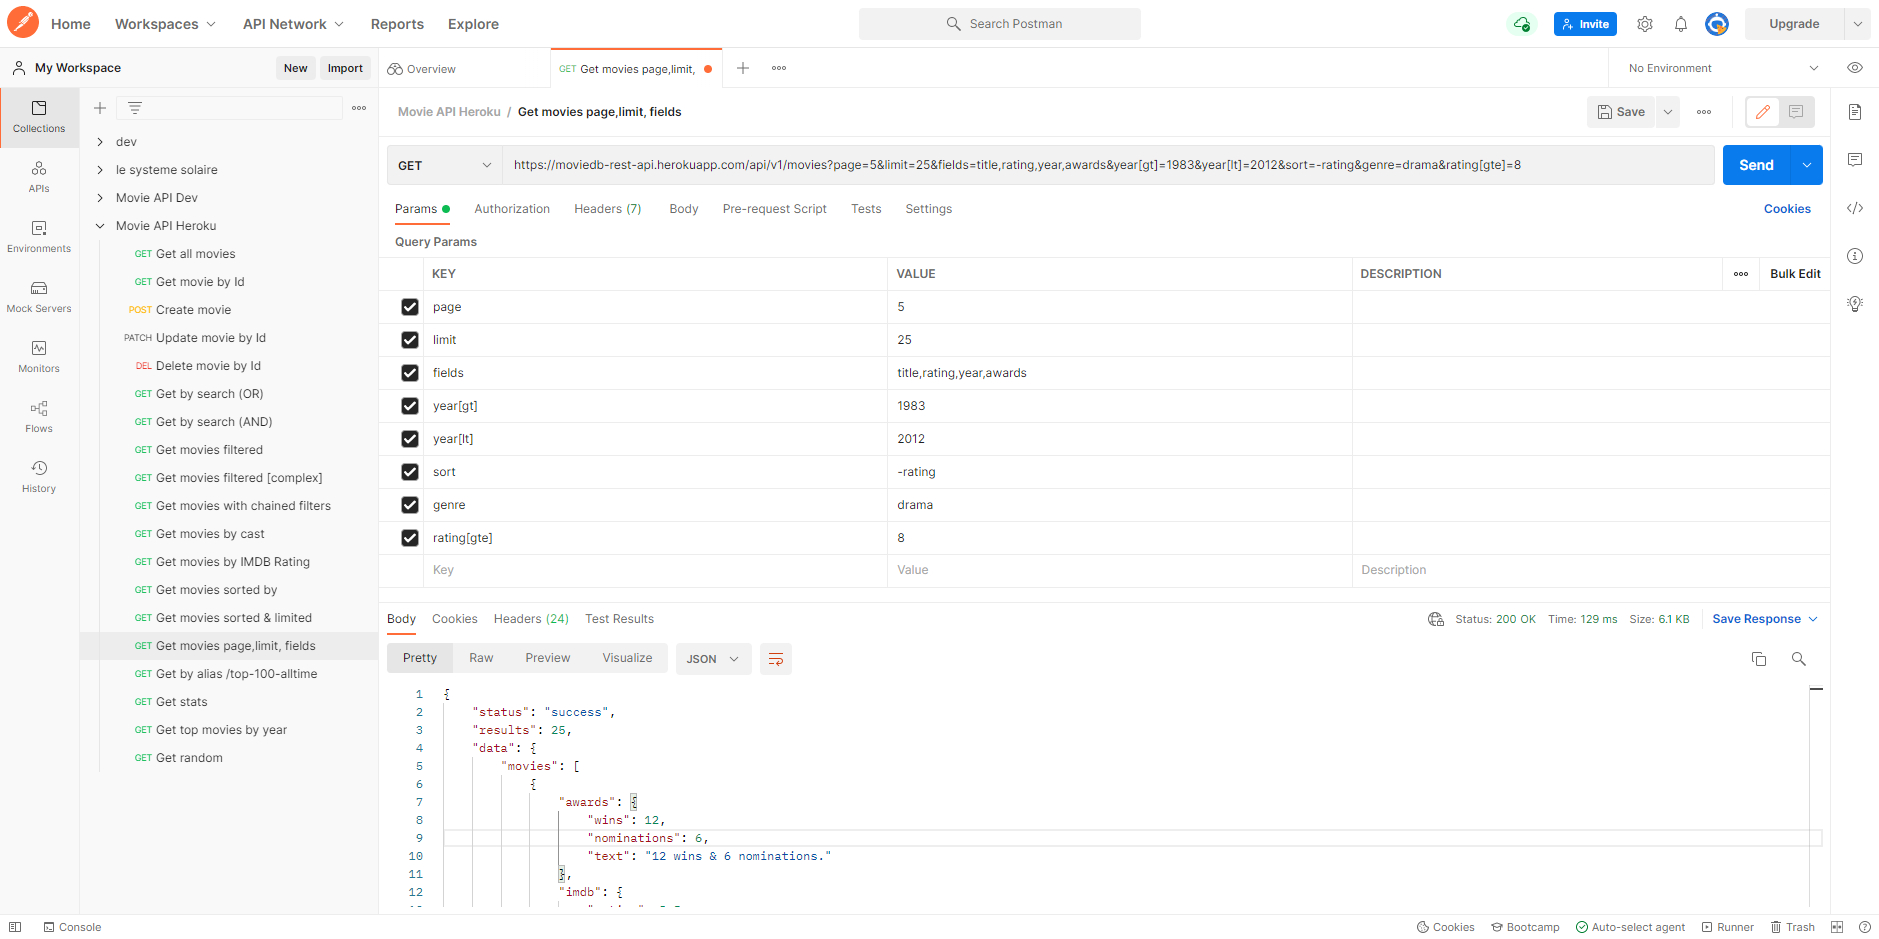 Home Workspaces API Network Reports Explore Search Postman Invite Upgrade
My Workspace New Import Overview GET Get movies page,limit, No Environment
Collections
APIs
Environments
Mock Servers
Monitors
Flows
History
dev
le systeme solaire
Movie API Dev
Movie API Heroku
GET Get all movies
GET Get movie by Id
POST Create movie
PATCH Update movie by Id
DEL Delete movie by Id
GET Get by search (OR)
GET Get by search (AND)
GET Get movies filtered
GET Get movies filtered [complex]
GET Get movies with chained filters
GET Get movies by cast
GET Get movies by IMDB Rating
GET Get movies sorted by
GET Get movies sorted & limited
GET Get movies page,limit, fields
GET Get by alias /top-100-alltime
GET Get stats
GET Get top movies by year
GET Get random
Movie API Heroku / Get movies page,limit, fields Save
GET https://moviedb-rest-api.herokuapp.com/api/v1/movies?page=5&limit=25&fields=title,rating,year,awards&year[gt]=1983&year[lt]=2012&sort=-rating&genre=drama&rating[gte]=8 Send
Params Authorization Headers (7) Body Pre-request Script Tests Settings Cookies
Query Params
KEY VALUE DESCRIPTION Bulk Edit
page 5
limit 25
fields title,rating,year,awards
year[gt] 1983
year[lt] 2012
sort -rating
genre drama
rating[gte] 8
Key Value Description
Body Cookies Headers (24) Test Results Status: 200 OK Time: 129 ms Size: 6.1 KB Save Response
Pretty Raw Preview Visualize JSON
1 {
2 "status": "success",
3 "results": 25,
4 "data": {
5 "movies": [
6 {
7 "awards": {
8 "wins": 12,
9 "nominations": 6,
10 "text": "12 wins & 6 nominations."
11 },
12 "imdb": {
Console Cookies Bootcamp Auto-select agent Runner Trash